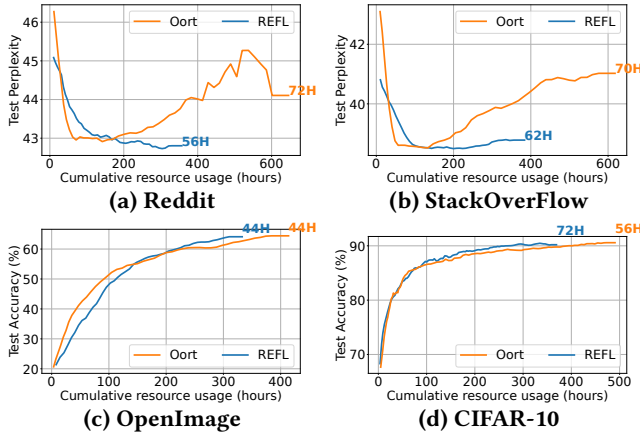 46
45
44
43
Test Perplexity
Oort REFL
72H
56H
0 200 400 600
Cumulative resource usage (hours)
(a) Reddit
42
40
Test Perplexity
Oort REFL
70H
62H
0 200 400 600
Cumulative resource usage (hours)
(b) StackOverFlow
60
50
40
30
20
Test Accuracy (%)
44H 44H
Oort REFL
0 100 200 300 400
Cumulative resource usage (hours)
(c) OpenImage
90
80
70
Test Accuracy (%)
72H 56H
Oort REFL
0 100 200 300 400 500
Cumulative resource usage (hours)
(d) CIFAR-10